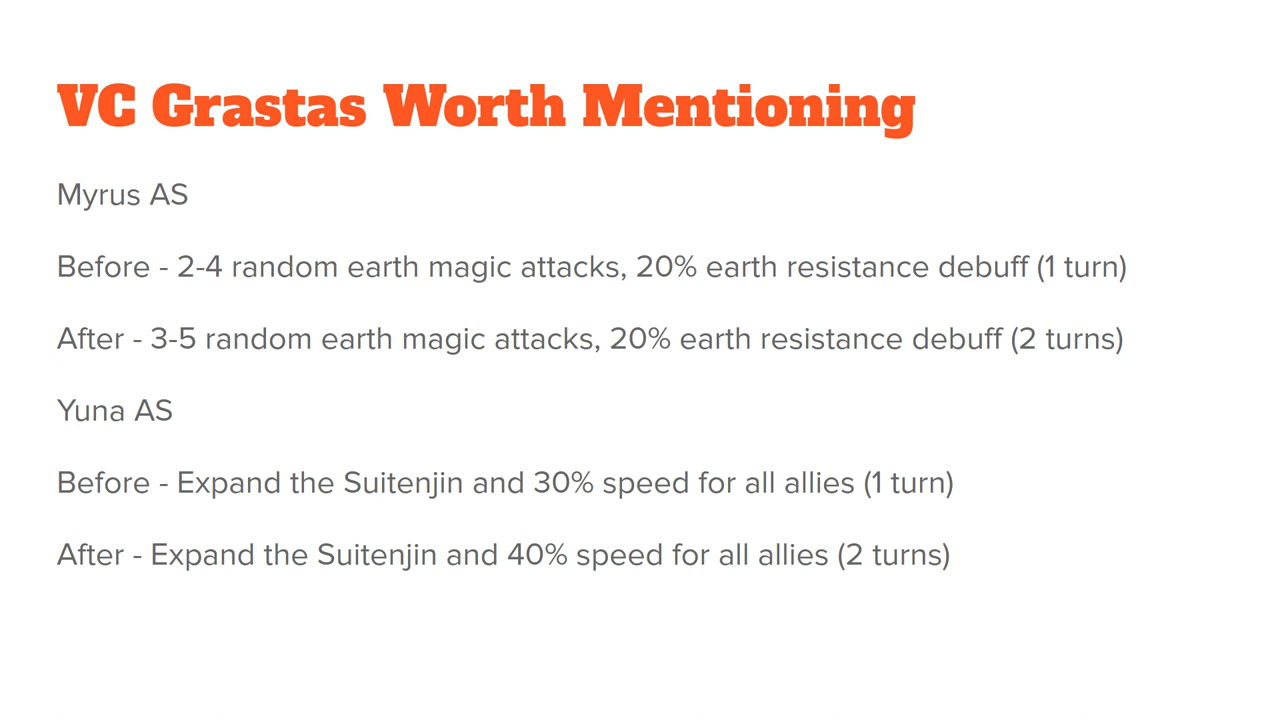 VC Grastas Worth Mentioning
Myrus AS
Before - 2-4 random earth magic attacks, 20% earth resistance debuff (1 turn)
After - 3-5 random earth magic attacks, 20% earth resistance debuff (2 turns)
Yuna AS
Before - Expand the Suitenjin and 30% speed for all allies (1 turn)
After - Expand the Suitenjin and 40% speed for all allies (2 turns)